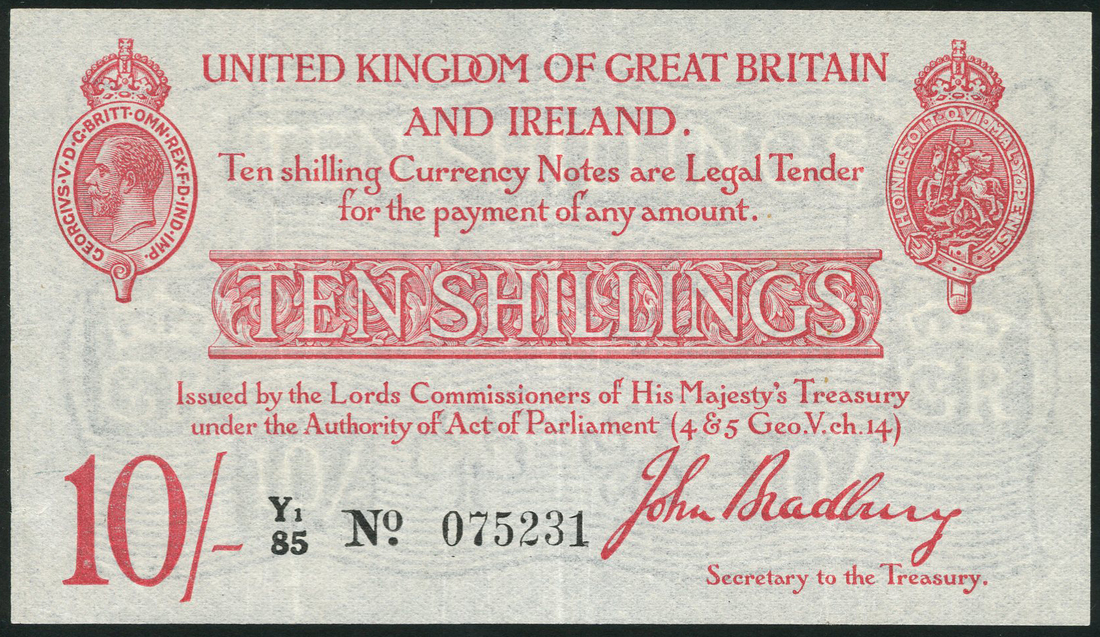 UNITED KINGDOM OF GREAT BRITAIN
AND IRELAND.
GEORGIVS·V·D·G·BRITT·OMN·REX·F·D·IND·IMP·
HONI·SOIT·QVI·MAL·Y·PENSE
Ten shilling Currency Notes are Legal Tender
for the payment of any amount.
TEN SHILLINGS
Issued by the Lords Commissioners of His Majesty's Treasury
under the Authority of Act of Parliament (4 & 5 Geo.V.ch.14)
10/-
Y1
85
No. 075231
John Bradbury
Secretary to the Treasury.